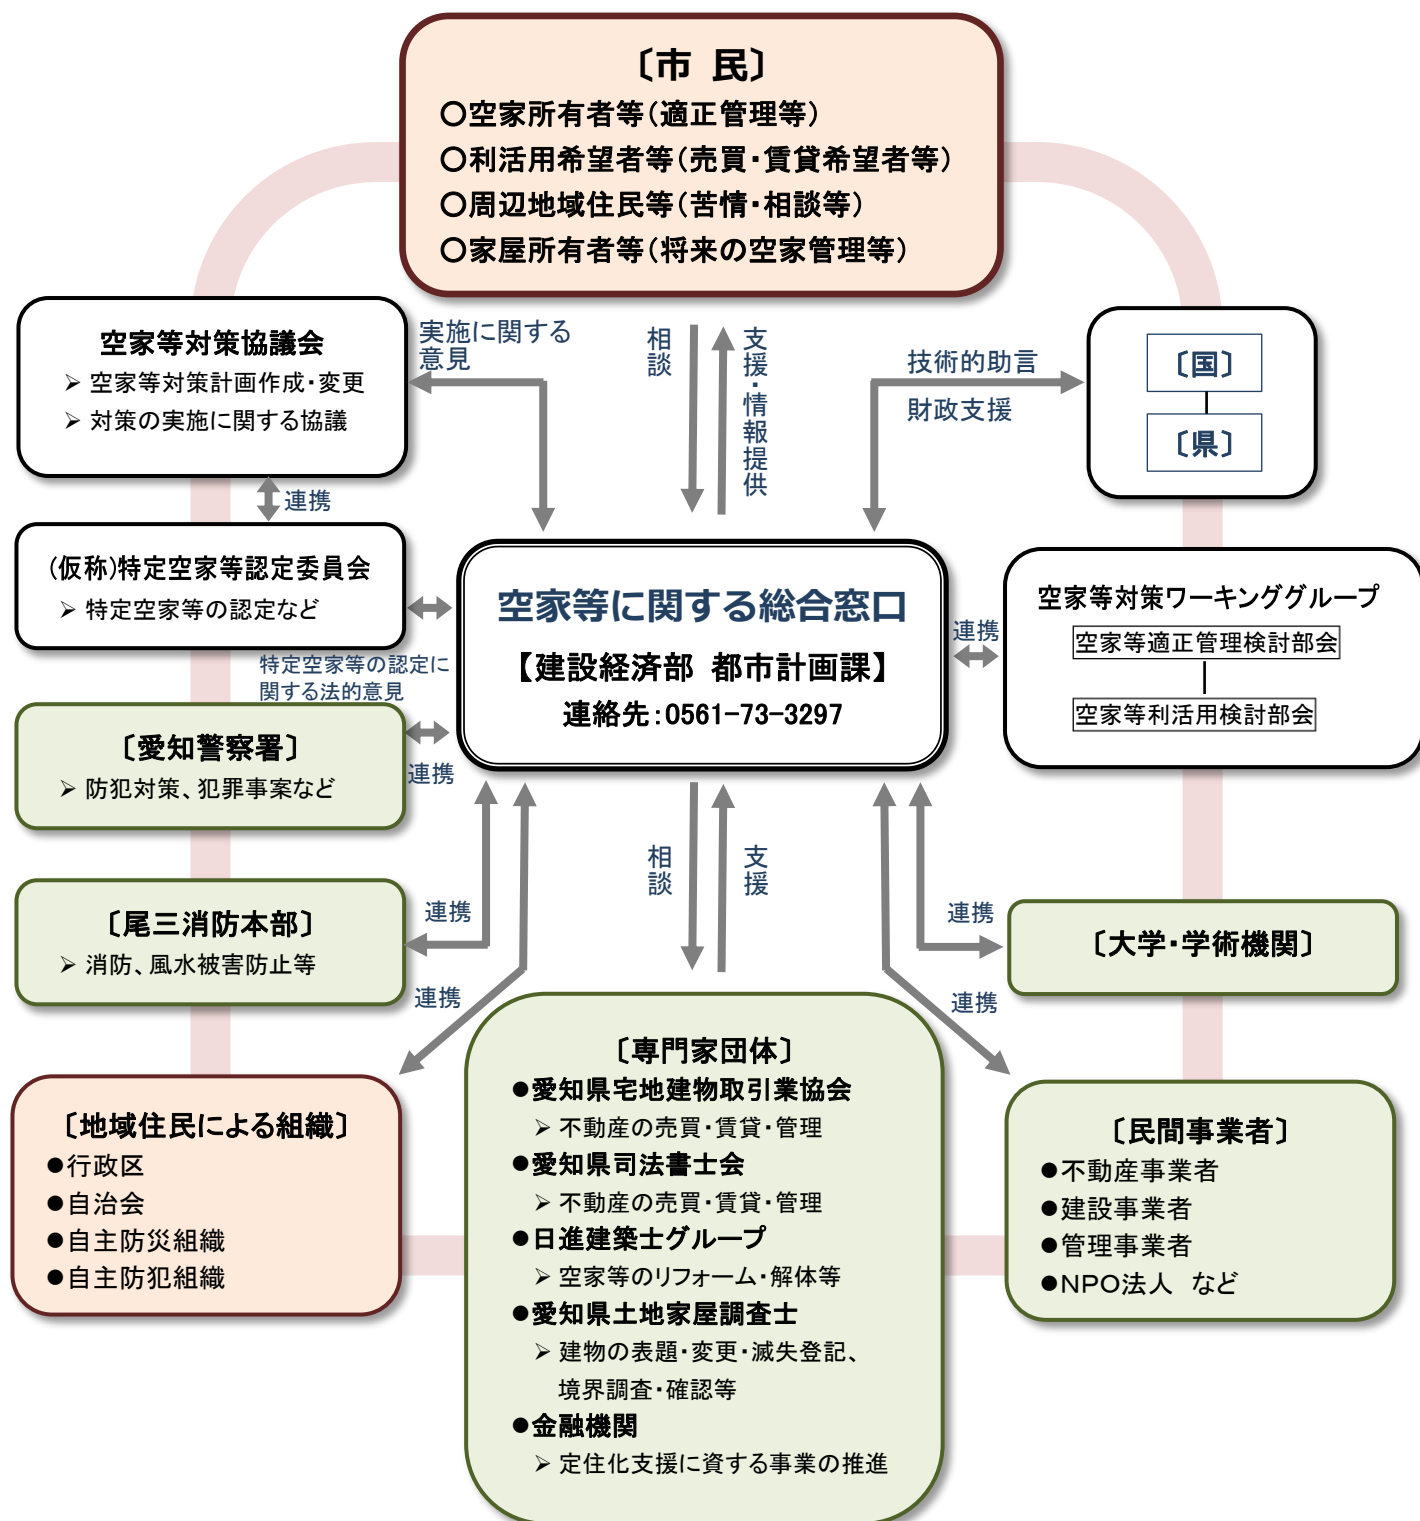 〔市 民〕
○空家所有者等(適正管理等)
○利活用希望者等(売買・賃貸希望者等)
○周辺地域住民等(苦情・相談等)
○家屋所有者等(将来の空家管理等)
空家等対策協議会
➢ 空家等対策計画作成・変更
➢ 対策の実施に関する協議
実施に関する
意見
相談
支援・情報提供
技術的助言
財政支援
〔国〕
〔県〕
連携
(仮称)特定空家等認定委員会
➢ 特定空家等の認定など
特定空家等の認定に
関する法的意見
空家等に関する総合窓口
【建設経済部 都市計画課】
連絡先:0561-73-3297
連携
空家等対策ワーキンググループ
空家等適正管理検討部会
空家等利活用検討部会
〔愛知警察署〕
➢ 防犯対策、犯罪事案など
連携
〔尾三消防本部〕
➢ 消防、風水被害防止等
連携
連携
相談
支援
連携
連携
〔大学・学術機関〕
〔地域住民による組織〕
●行政区
●自治会
●自主防災組織
●自主防犯組織
〔専門家団体〕
●愛知県宅地建物取引業協会
➢ 不動産の売買・賃貸・管理
●愛知県司法書士会
➢ 不動産の売買・賃貸・管理
●日進建築士グループ
➢ 空家等のリフォーム・解体等
●愛知県土地家屋調査士
➢ 建物の表題・変更・滅失登記、
境界調査・確認等
●金融機関
➢ 定住化支援に資する事業の推進
〔民間事業者〕
●不動産事業者
●建設事業者
●管理事業者
●NPO法人 など